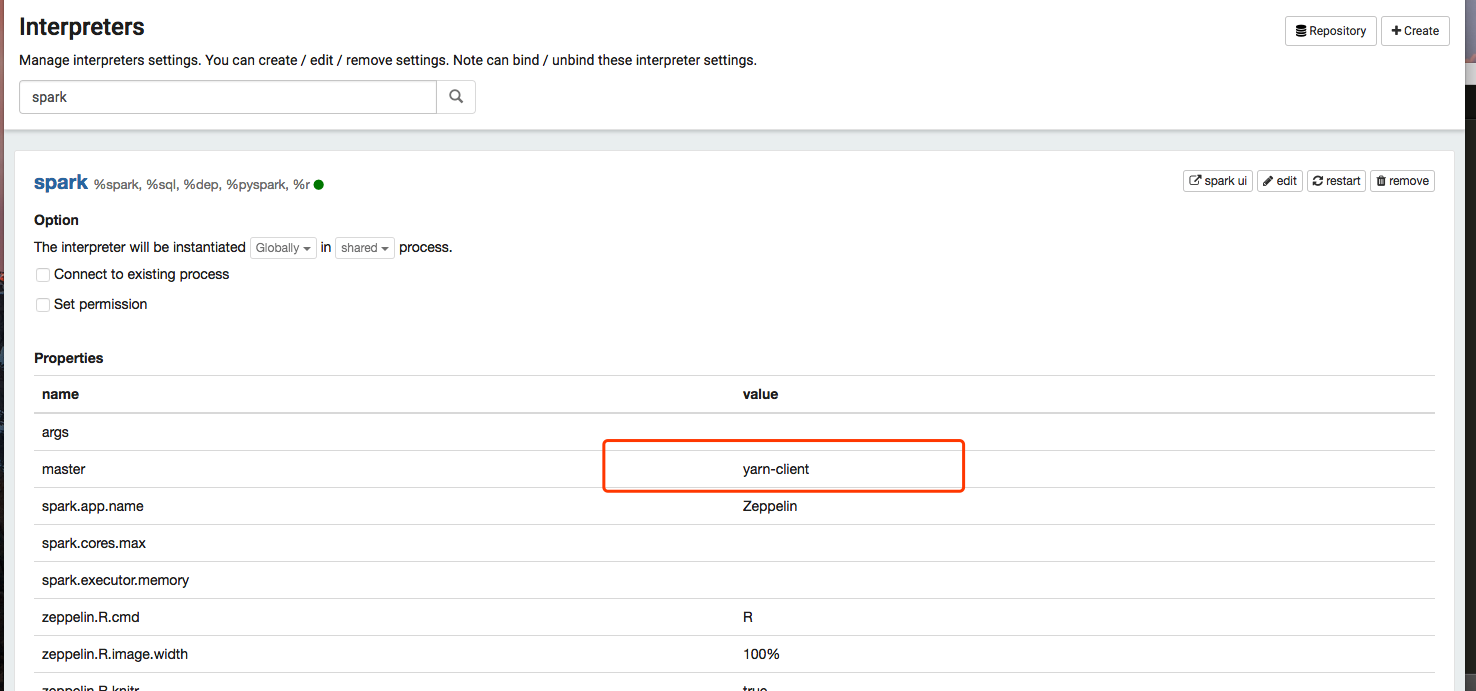 Interpreters
Repository
Create
Manage interpreters settings. You can create / edit / remove settings. Note can bind / unbind these interpreter settings.
spark
spark %spark, %sql, %dep, %pyspark, %r
spark ui edit restart remove
Option
The interpreter will be instantiated Globally in shared process.
Connect to existing process
Set permission
Properties
name value
args
master yarn-client
spark.app.name Zeppelin
spark.cores.max
spark.executor.memory
zeppelin.R.cmd R
zeppelin.R.image.width 100%
zeppelin.R.knitr true